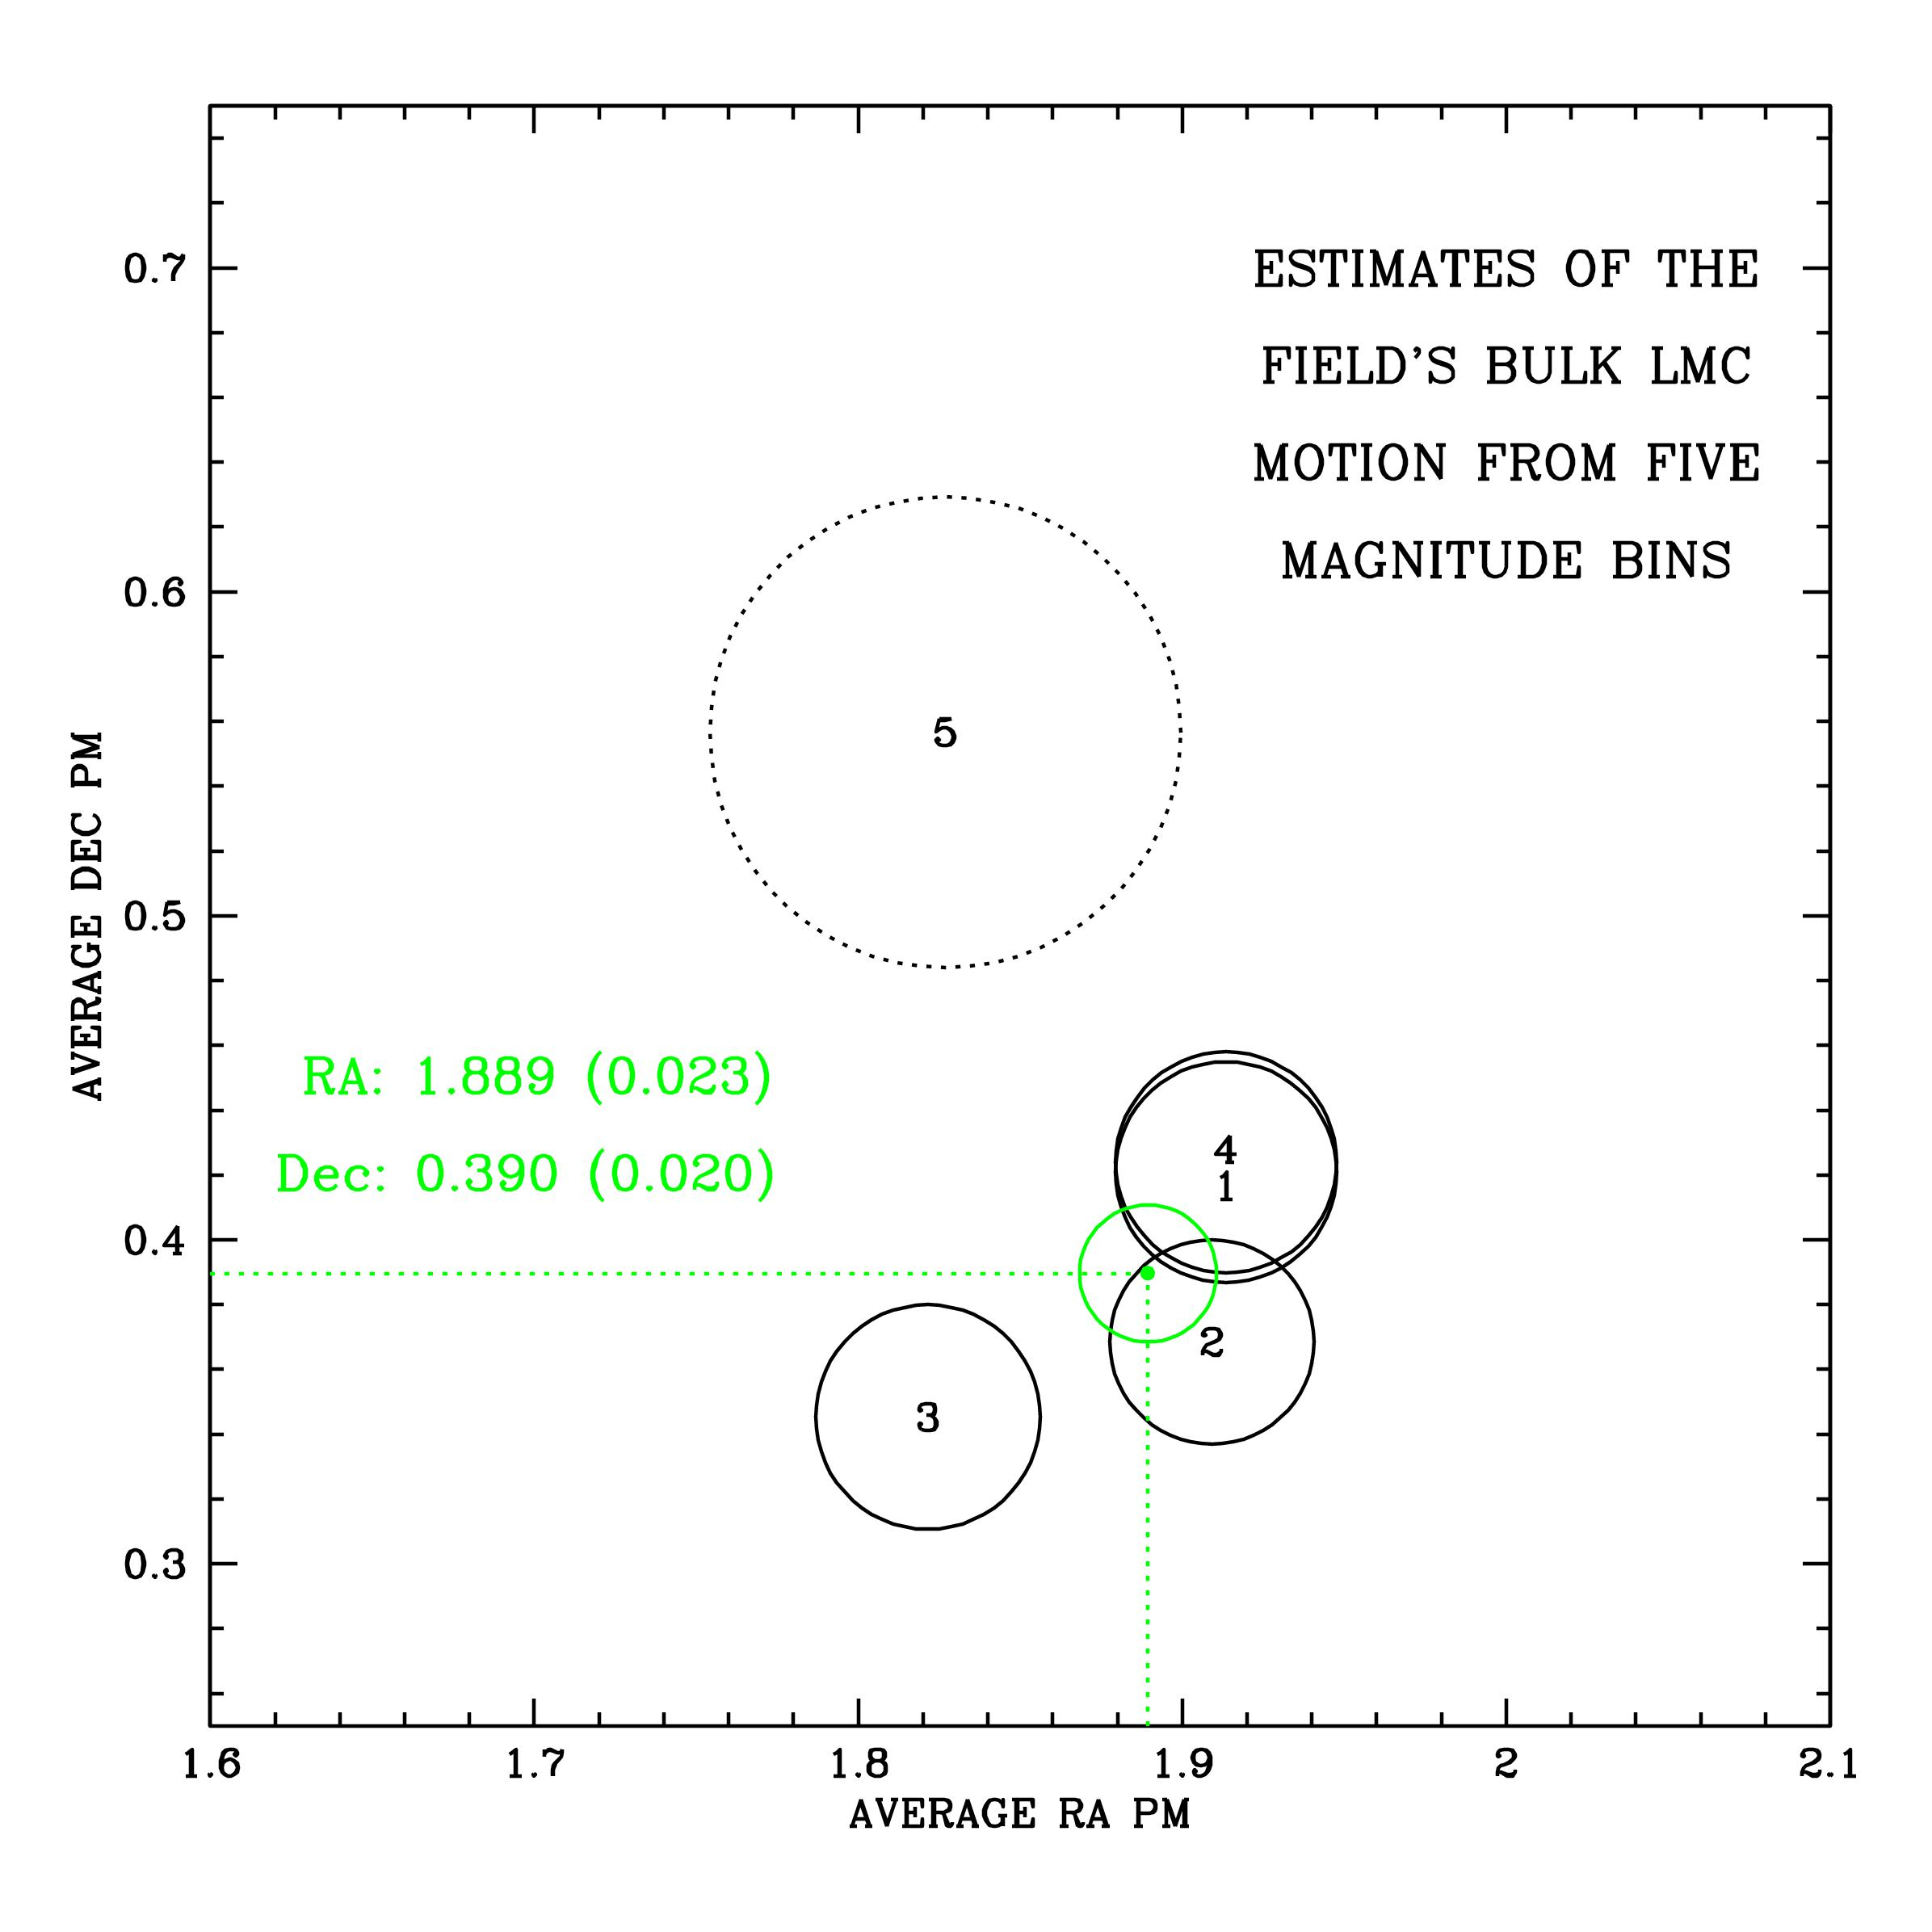 ESTIMATES OF THE
FIELD'S BULK LMC
MOTION FROM FIVE
MAGNITUDE BINS
0.7
0.6
0.5
0.4
0.3
AVERAGE DEC PM
5
RA: 1.889 (0.023)
Dec: 0.390 (0.020)
4
1
2
3
1.6 1.7 1.8 1.9 2 2.1
AVERAGE RA PM